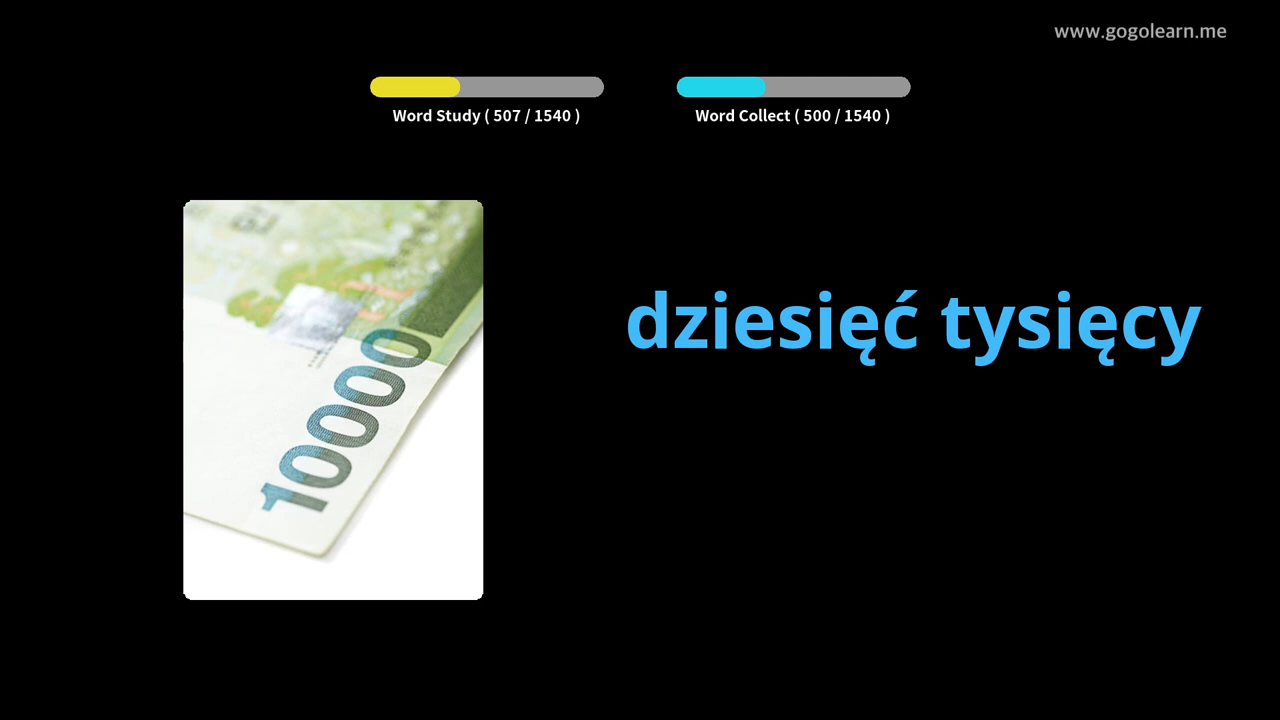 www.gogolearn.me
Word Study ( 507 / 1540 )
Word Collect ( 500 / 1540 )
dziesięć tysięcy
10000